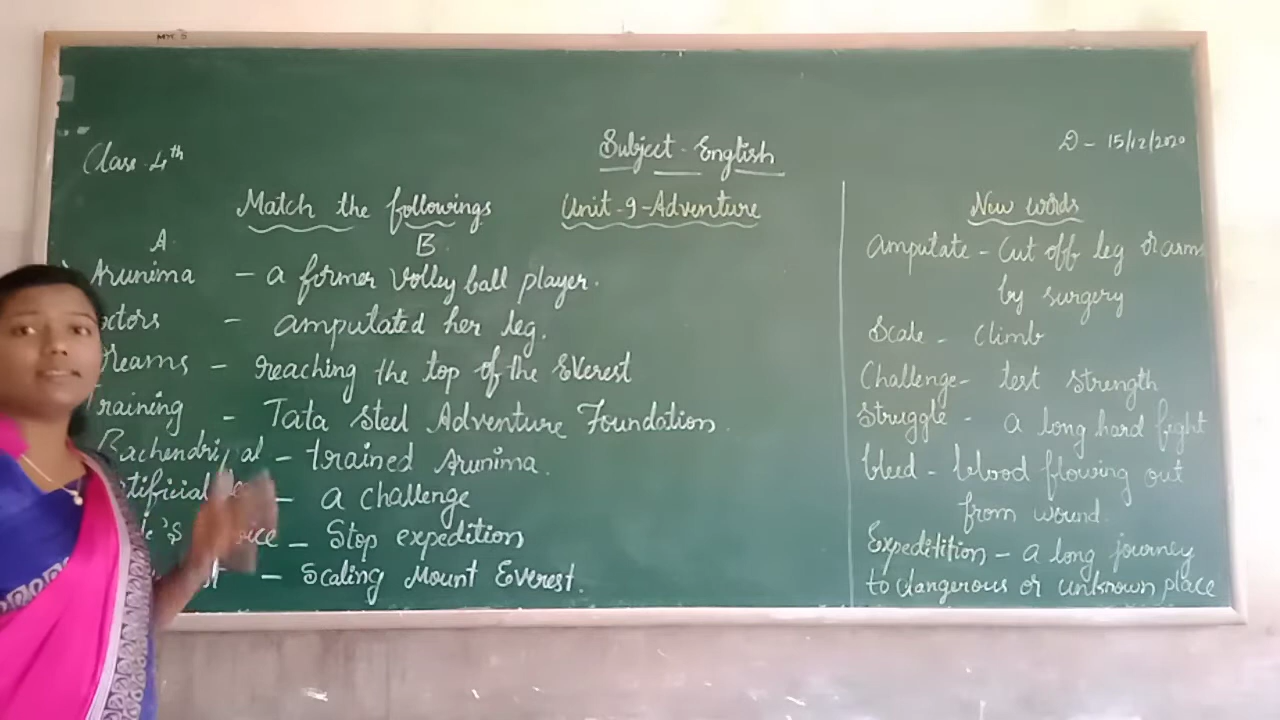 Class-4th
Subject-English
D-15/12/2020
Match the followings
Unit-9-Adventure
A.
B.
Arunima - a former Volley ball player.
- amputated her leg.
- reaching the top of the Everest
Training - Tata steel Adventure Foundation.
Bachendri pal - trained Arunima.
- a challenge
- Stop expedition
- Scaling Mount Everest.
New words
amputate - Cut off leg or arms
by surgery
Scale - Climb
Challenge - test strength
Struggle - a long hard fight
bleed - blood flowing out
from wound.
Expedetition - a long journey
to dangerous or unknown place